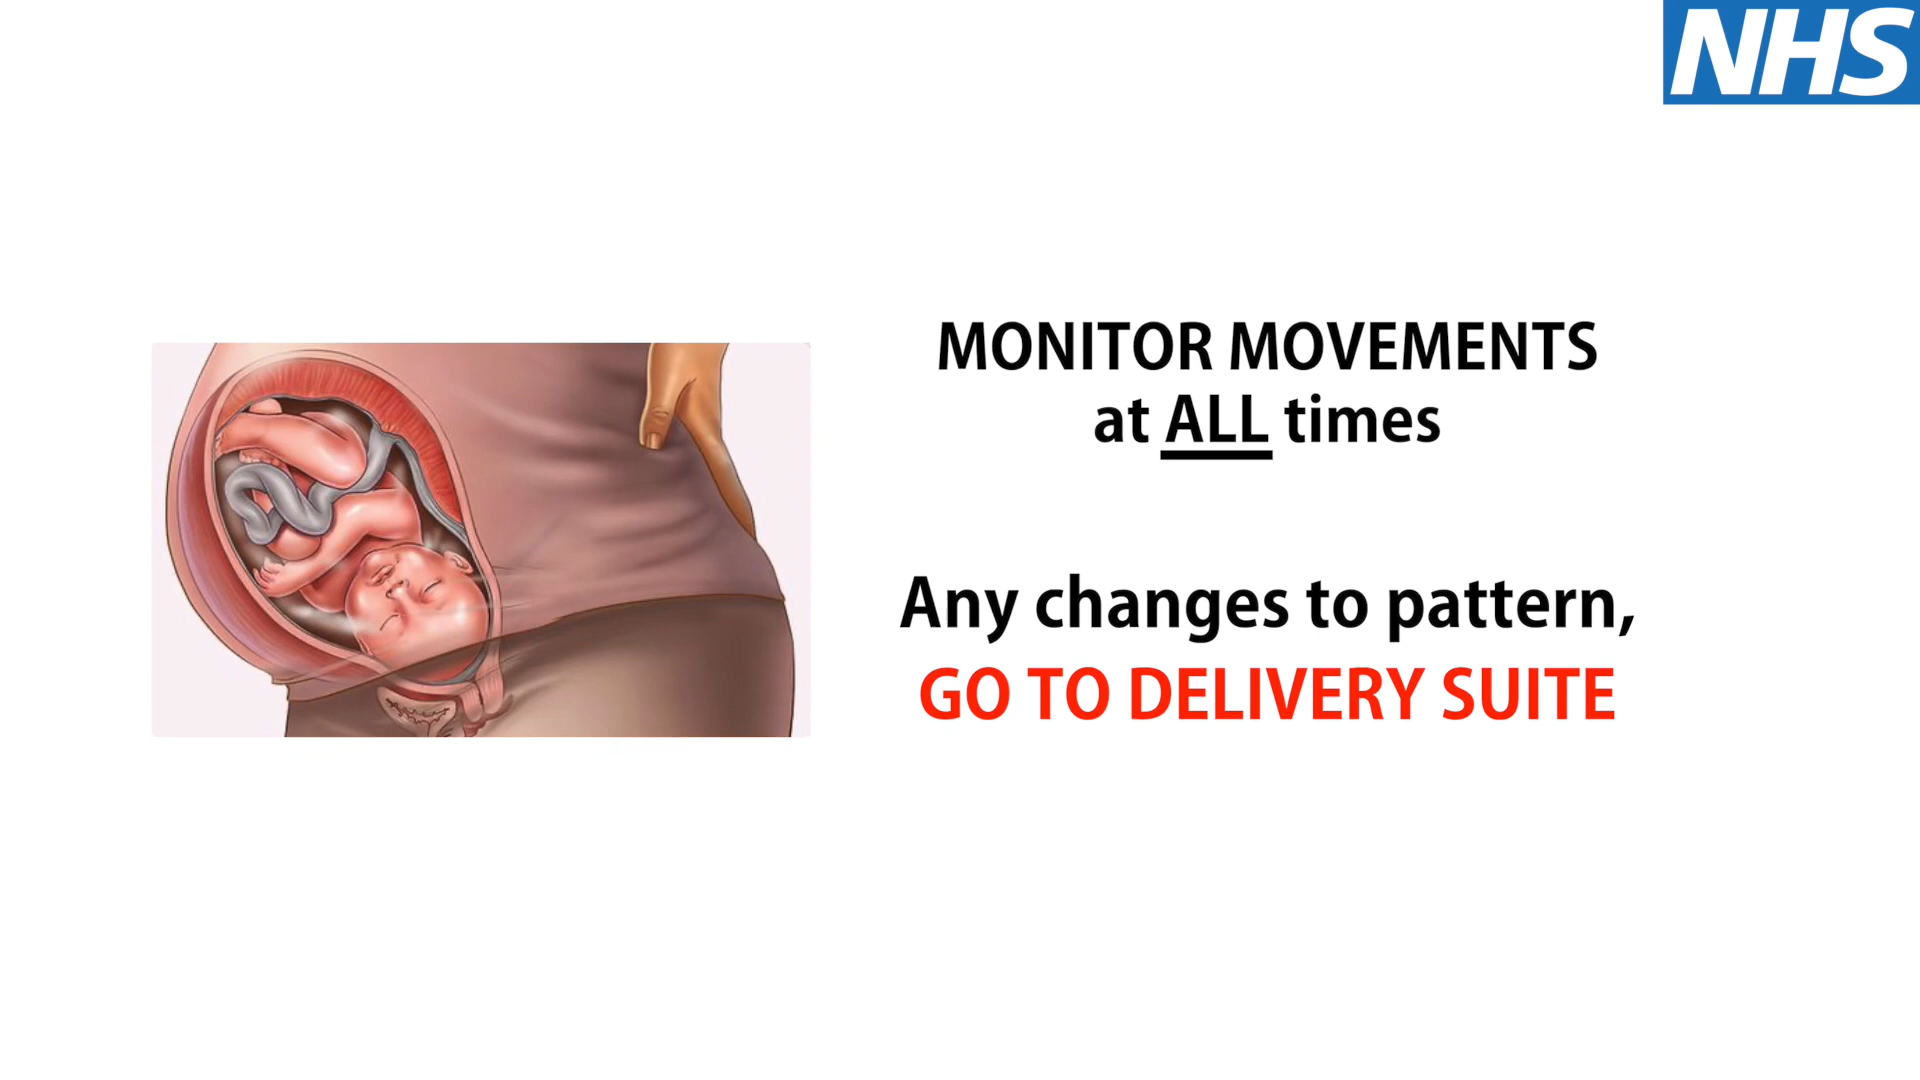 NHS
MONITOR MOVEMENTS
at ALL times
Any changes to pattern,
GO TO DELIVERY SUITE